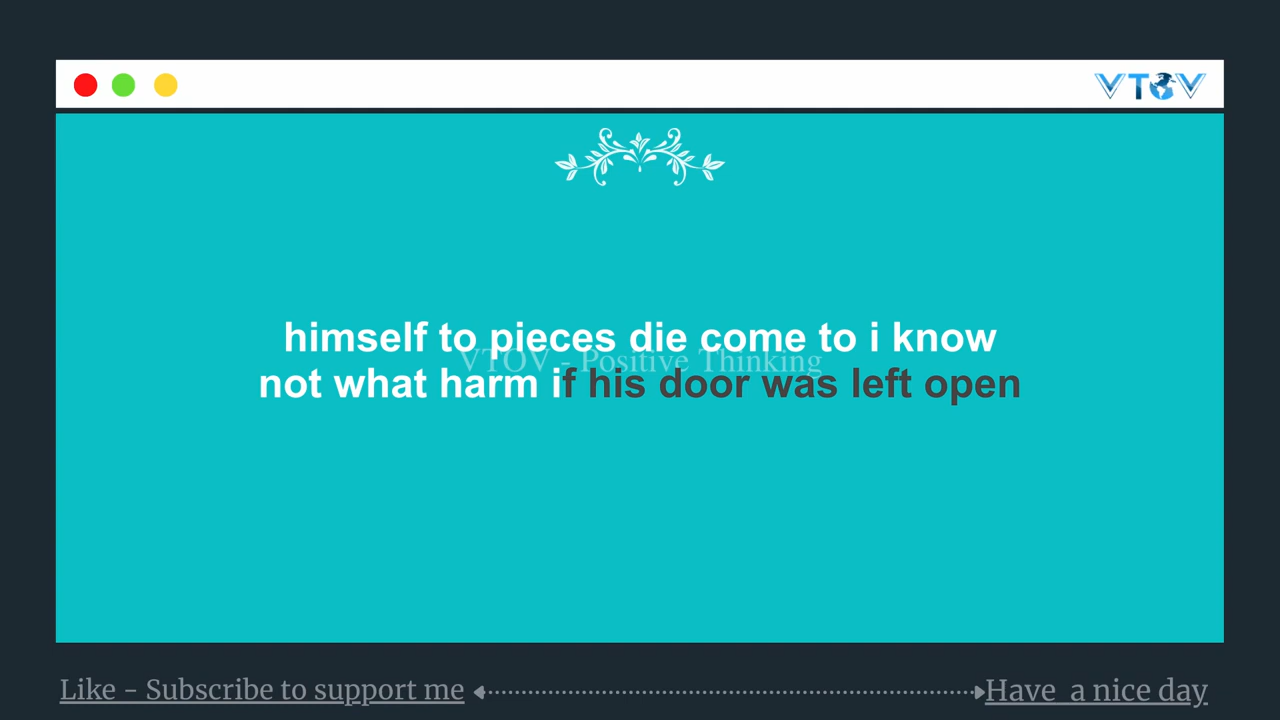 VTOV
himself to pieces die come to i know
VTOV - Positive Thinking
not what harm if his door was left open
Like - Subscribe to support me
Have a nice day